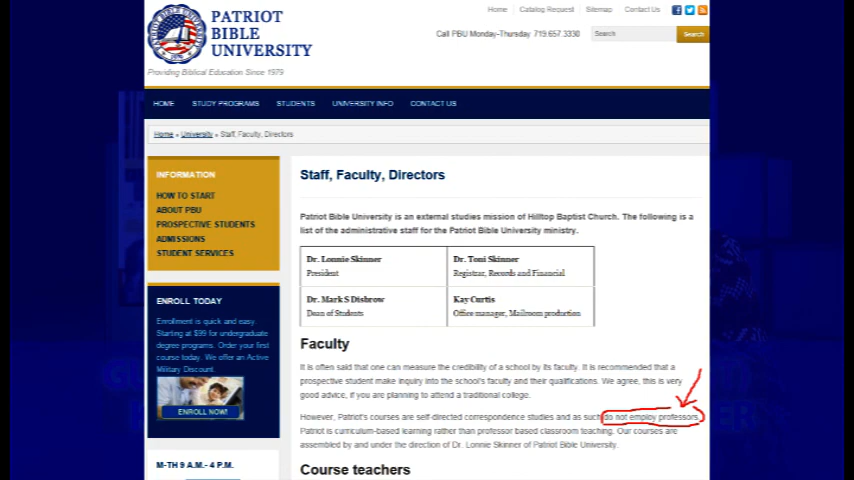 Home | Catalog Request | Sitemap | Contact Us
PATRIOT
BIBLE
UNIVERSITY
Call PBU Monday-Thursday 719.657.3330
Search
Search
Providing Biblical Education Since 1979
HOME STUDY PROGRAMS STUDENTS UNIVERSITY INFO CONTACT US
Home » University » Staff, Faculty, Directors
INFORMATION
HOW TO START
ABOUT PBU
PROSPECTIVE STUDENTS
ADMISSIONS
STUDENT SERVICES
ENROLL TODAY
Enrollment is quick and easy.
Starting at $99 for undergraduate
degree programs. Order your first
course today. We offer an Active
Military Discount.
ENROLL NOW!
M-TH 9 A.M.- 4 P.M.
Staff, Faculty, Directors
Patriot Bible University is an external studies mission of Hilltop Baptist Church. The following is a
list of the administrative staff for the Patriot Bible University ministry.
Dr. Lonnie Skinner
President
Dr. Toni Skinner
Registrar, Records and Financial
Dr. Mark S Disbrow
Dean of Students
Kay Curtis
Office manager, Mailroom production
Faculty
It is often said that one can measure the credibility of a school by its faculty. It is recommended that a
prospective student make inquiry into the school's faculty and their qualifications. We agree, this is very
good advice, if you are planning to attend a traditional college.
However, Patriot's courses are self-directed correspondence studies and as such do not employ professors.
Patriot is curriculum-based learning rather than professor based classroom teaching. Our courses are
assembled by and under the direction of Dr. Lonnie Skinner of Patriot Bible University.
Course teachers